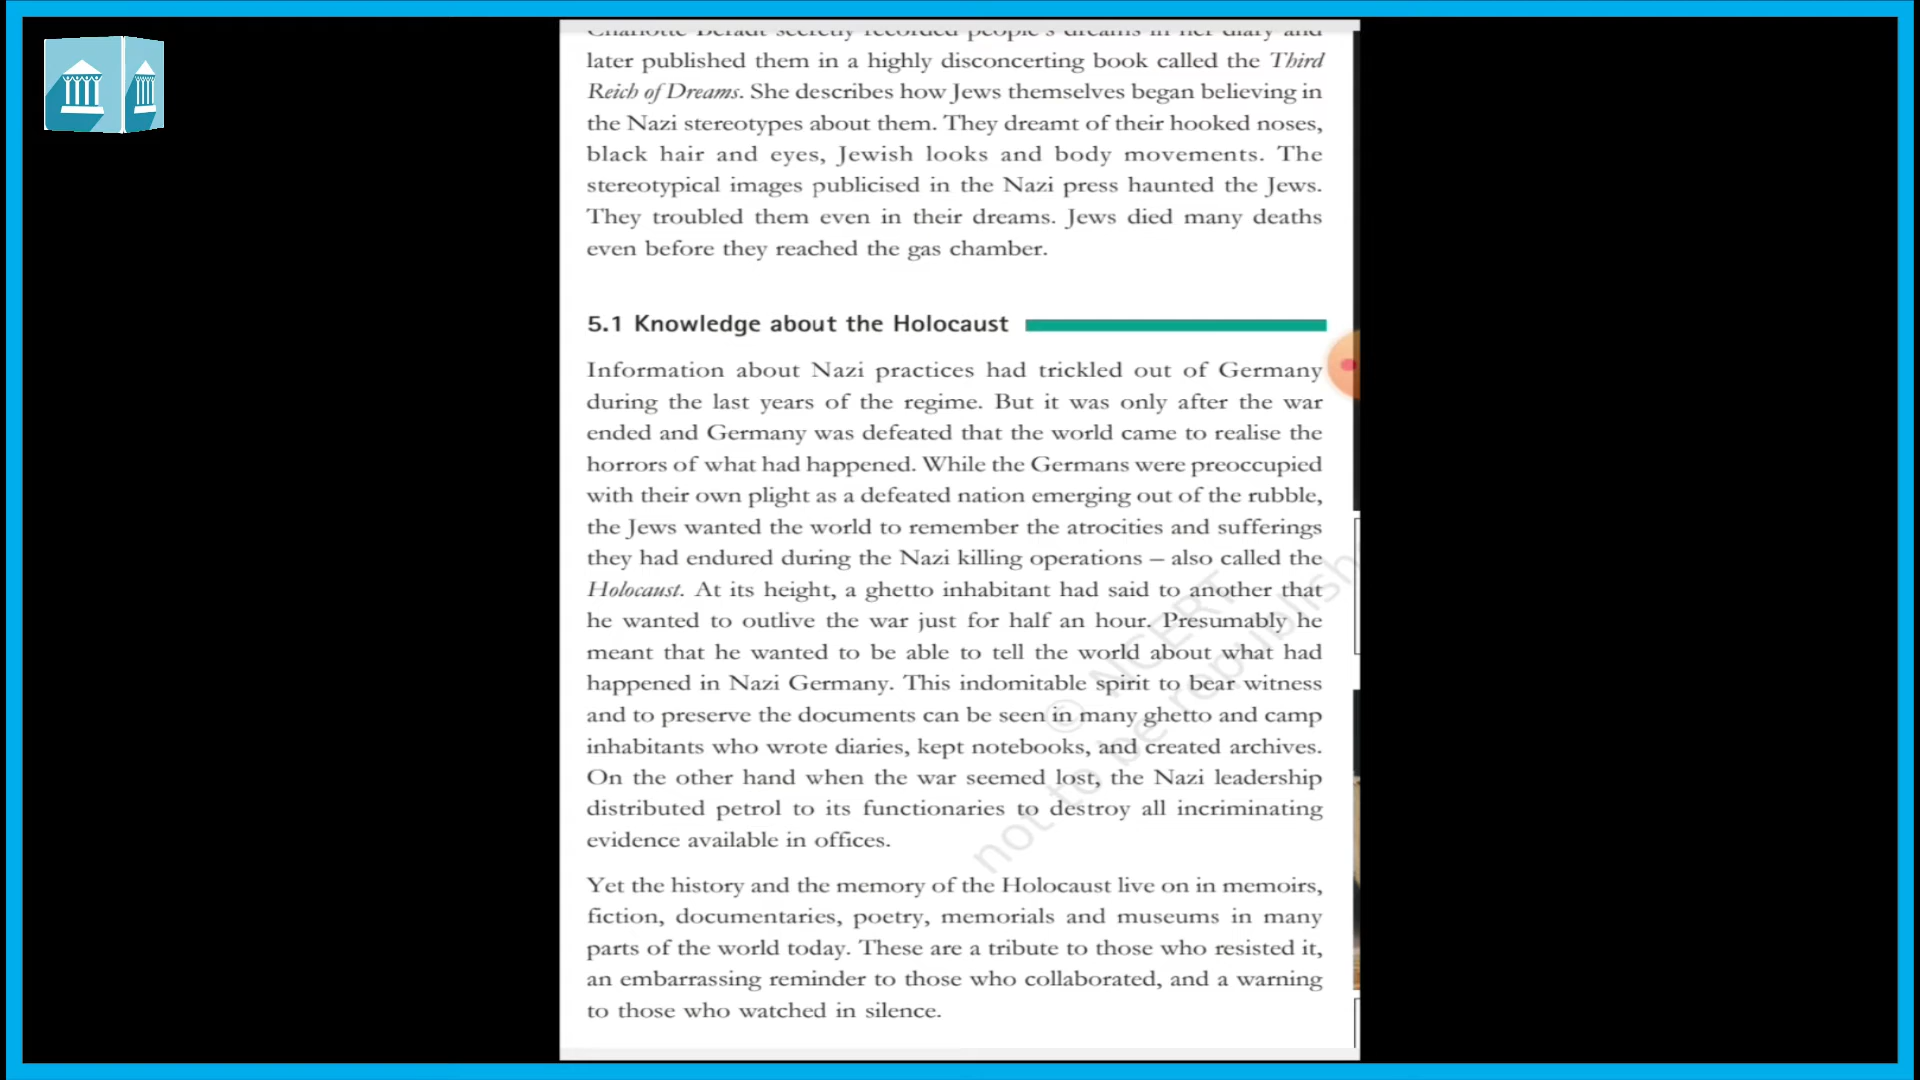 Charlotte Beradt secretly recorded people's dreams in her diary and
later published them in a highly disconcerting book called the Third
Reich of Dreams. She describes how Jews themselves began believing in
the Nazi stereotypes about them. They dreamt of their hooked noses,
black hair and eyes, Jewish looks and body movements. The
stereotypical images publicised in the Nazi press haunted the Jews.
They troubled them even in their dreams. Jews died many deaths
even before they reached the gas chamber.
5.1 Knowledge about the Holocaust
Information about Nazi practices had trickled out of Germany
during the last years of the regime. But it was only after the war
ended and Germany was defeated that the world came to realise the
horrors of what had happened. While the Germans were preoccupied
with their own plight as a defeated nation emerging out of the rubble,
the Jews wanted the world to remember the atrocities and sufferings
they had endured during the Nazi killing operations – also called the
Holocaust. At its height, a ghetto inhabitant had said to another that
he wanted to outlive the war just for half an hour. Presumably he
meant that he wanted to be able to tell the world about what had
happened in Nazi Germany. This indomitable spirit to bear witness
and to preserve the documents can be seen in many ghetto and camp
inhabitants who wrote diaries, kept notebooks, and created archives.
On the other hand when the war seemed lost, the Nazi leadership
distributed petrol to its functionaries to destroy all incriminating
evidence available in offices.
Yet the history and the memory of the Holocaust live on in memoirs,
fiction, documentaries, poetry, memorials and museums in many
parts of the world today. These are a tribute to those who resisted it,
an embarrassing reminder to those who collaborated, and a warning
to those who watched in silence.
© NCERT
not to be republish